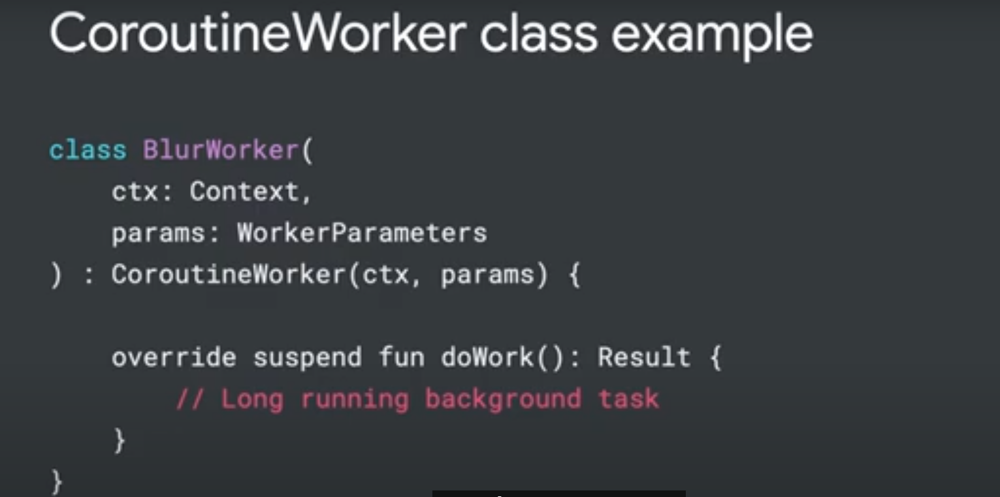 CoroutineWorker class example
class BlurWorker(
    ctx: Context,
    params: WorkerParameters
) : CoroutineWorker(ctx, params) {
    override suspend fun doWork(): Result {
        // Long running background task
    }
}